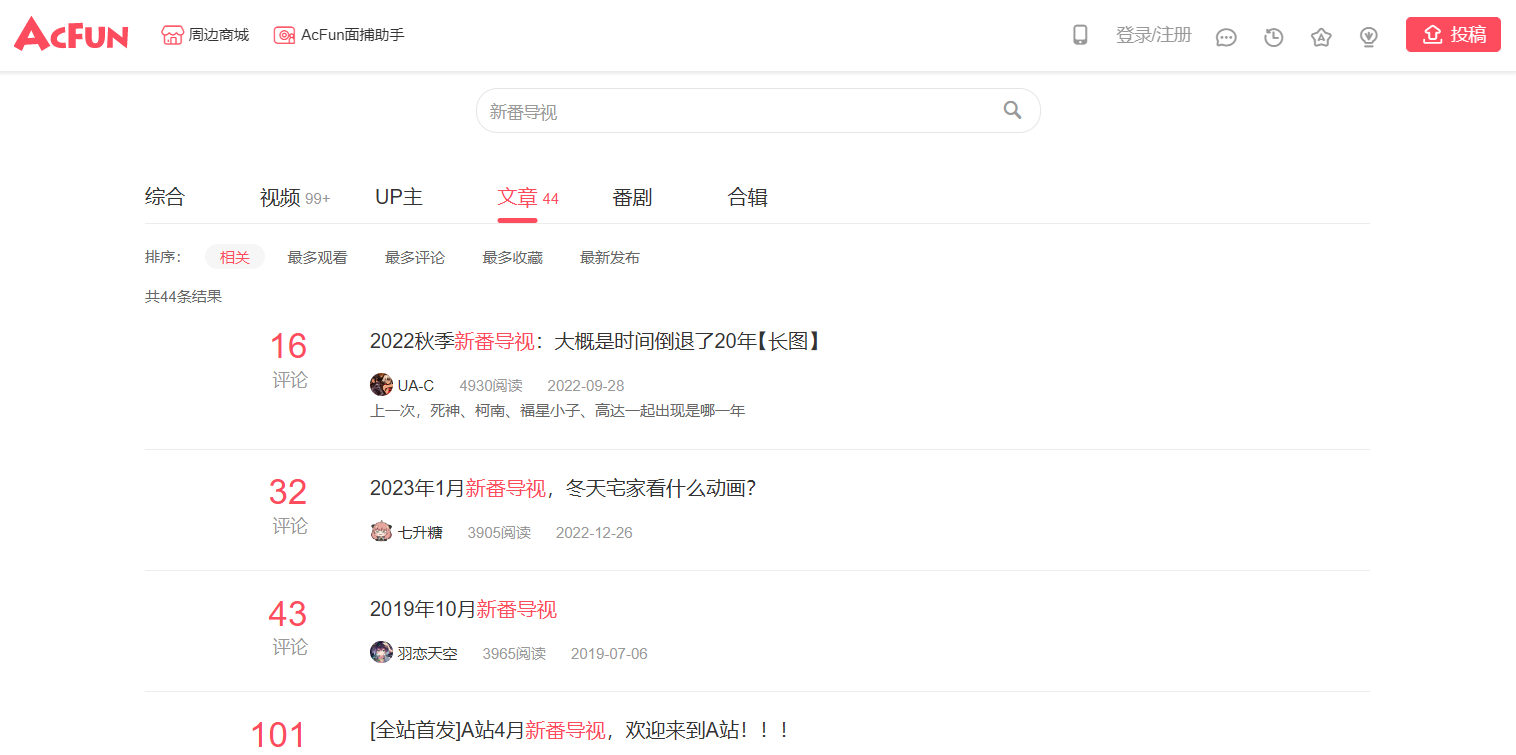 AcFun 周边商城 AcFun面捕助手 登录/注册 投稿
新番导视
综合 视频 99+ UP主 文章 44 番剧 合辑
排序： 相关 最多观看 最多评论 最多收藏 最新发布
共44条结果
16 2022秋季新番导视：大概是时间倒退了20年【长图】
评论 UA-C 4930阅读 2022-09-28
上一次，死神、柯南、福星小子、高达一起出现是哪一年
32 2023年1月新番导视，冬天宅家看什么动画？
评论 七升糖 3905阅读 2022-12-26
43 2019年10月新番导视
评论 羽恋天空 3965阅读 2019-07-06
101 [全站首发]A站4月新番导视，欢迎来到A站！！！